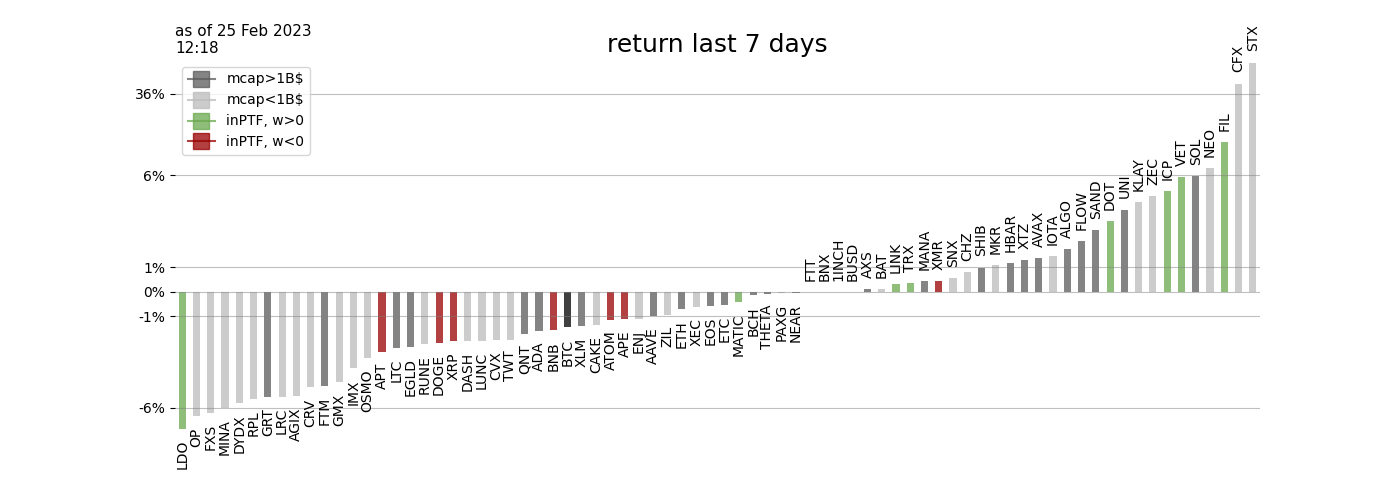 as of 25 Feb 2023
12:18
return last 7 days
mcap>1B$
mcap<1B$
inPTF, w>0
inPTF, w<0
36%
6%
1%
0%
-1%
-6%
LDO
OP
FXS
MINA
DYDX
RPL
GRT
LRC
AGIX
CRV
FTM
GMX
IMX
OSMO
APT
LTC
EGLD
RUNE
DOGE
XRP
DASH
LUNC
CVX
TWT
QNT
ADA
BNB
BTC
XLM
CAKE
ATOM
APE
ENJ
AAVE
ZIL
ETH
XEC
EOS
ETC
MATIC
BCH
THETA
PAXG
NEAR
FTT
BNX
1INCH
BUSD
AXS
BAT
LINK
TRX
MANA
XMR
SNX
CHZ
SHIB
MKR
HBAR
XTZ
AVAX
IOTA
ALGO
FLOW
SAND
DOT
UNI
KLAY
ZEC
ICP
VET
SOL
NEO
FIL
CFX
STX